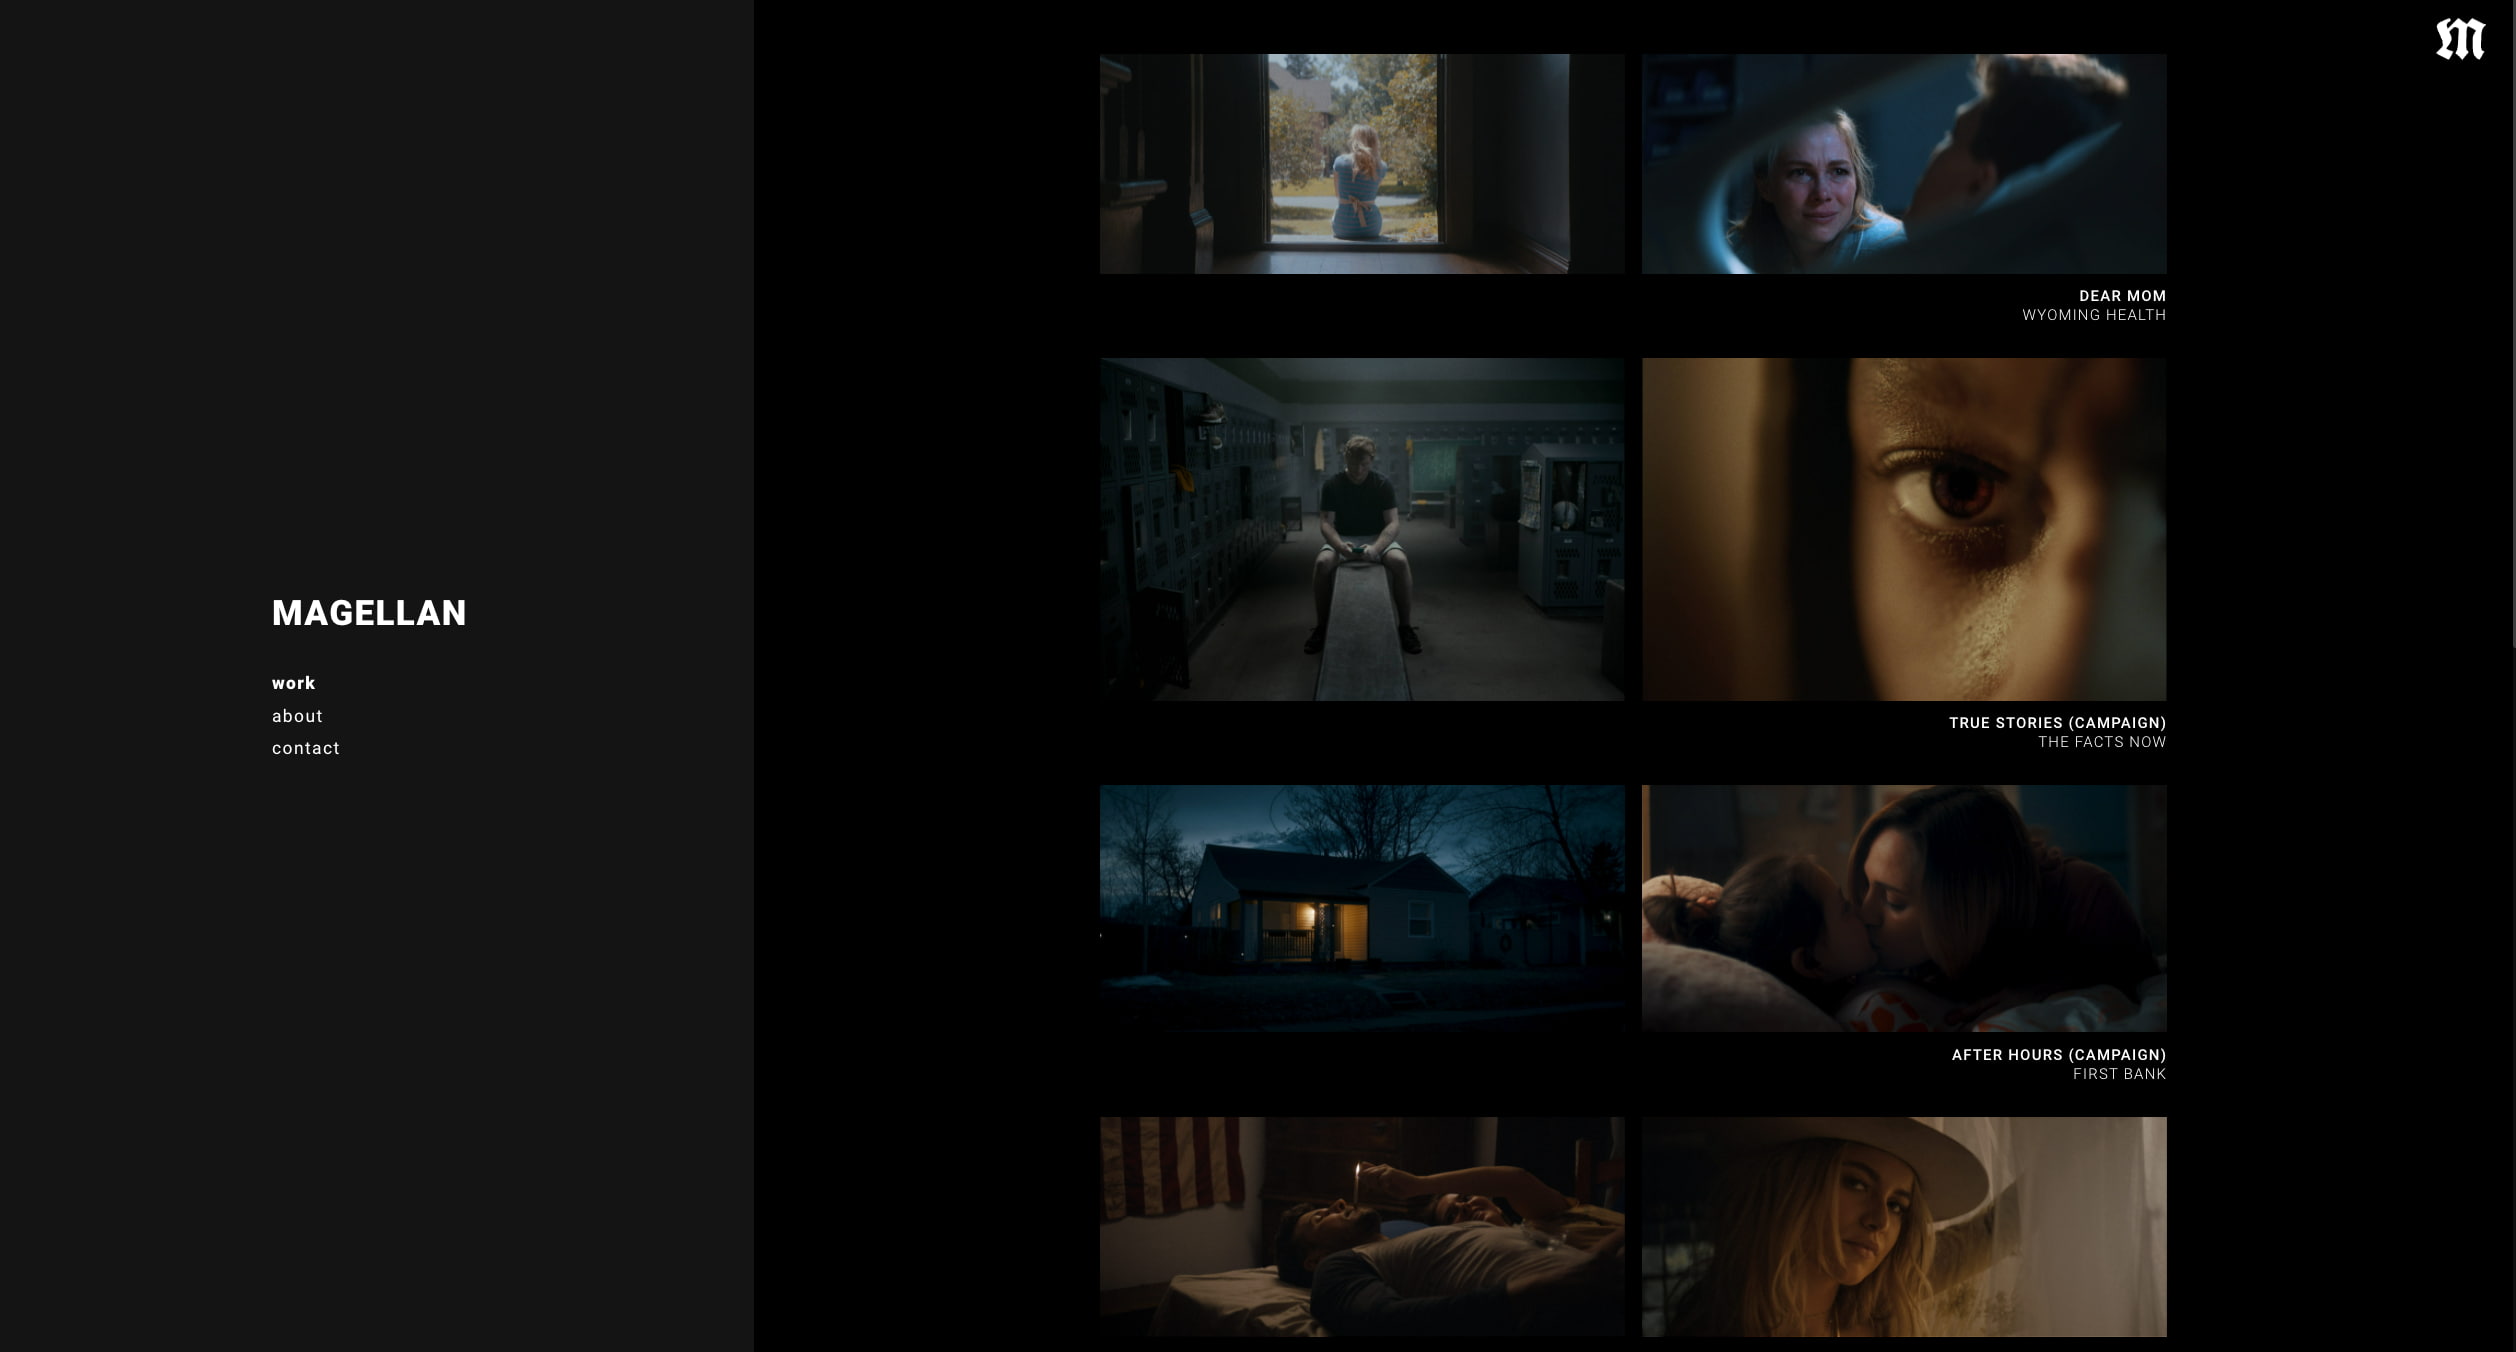 MAGELLAN
work
about
contact
M
DEAR MOM
WYOMING HEALTH
TRUE STORIES (CAMPAIGN)
THE FACTS NOW
AFTER HOURS (CAMPAIGN)
FIRST BANK